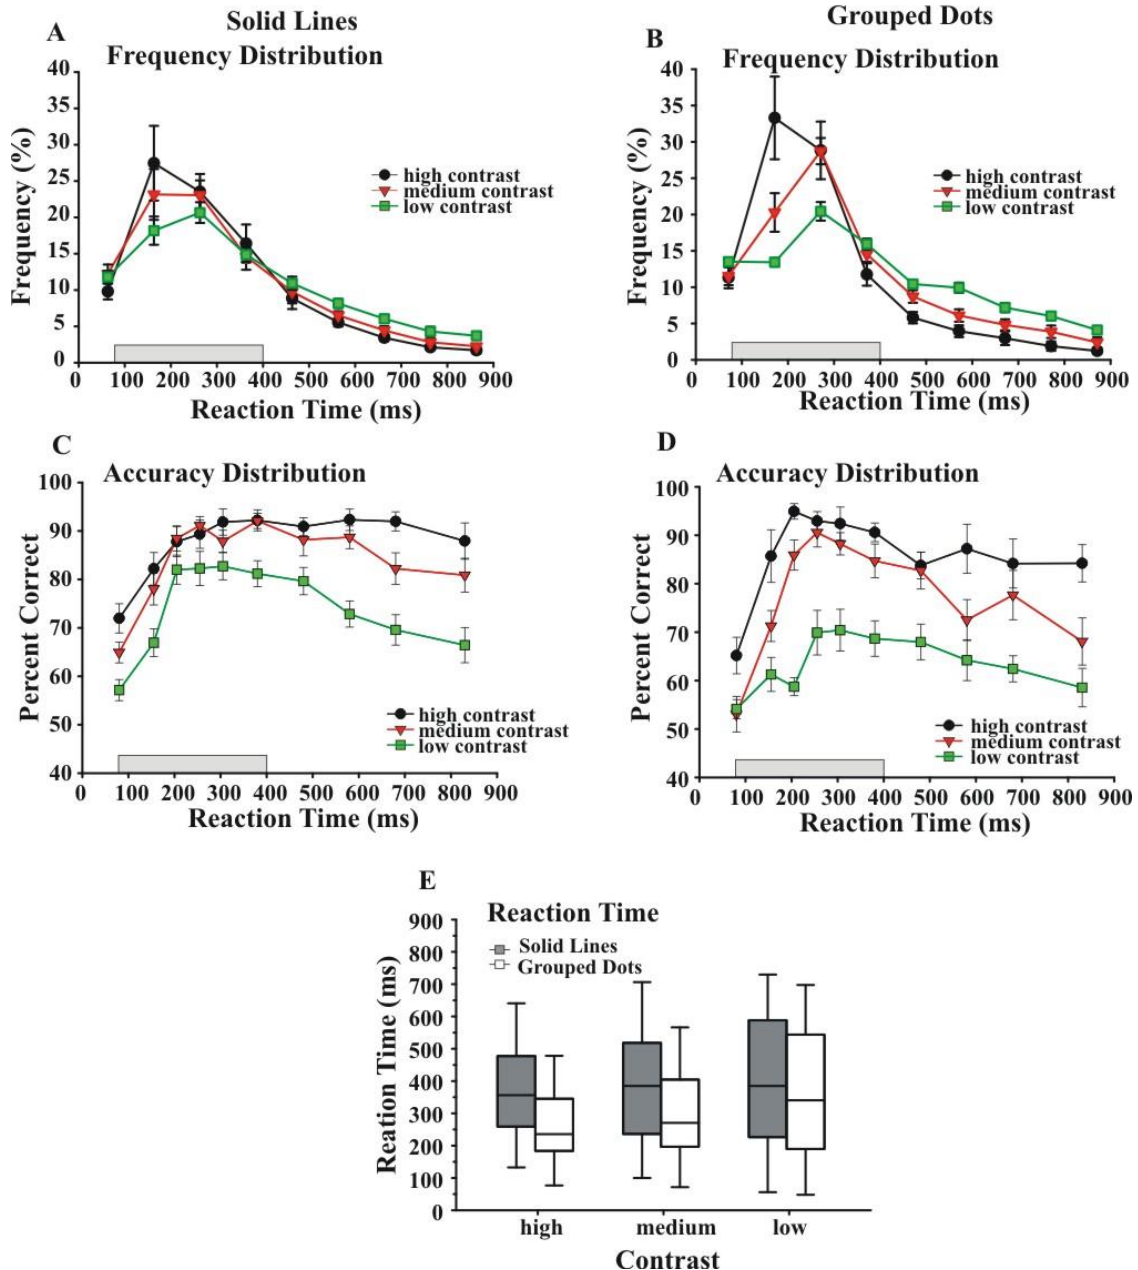 Solid Lines
Grouped Dots
A
Frequency Distribution
40
35
30
25
20
15
10
5
0
Frequency (%)
high contrast
medium contrast
low contrast
0 100 200 300 400 500 600 700 800 900
Reaction Time (ms)
B
Frequency Distribution
40
35
30
25
20
15
10
5
0
Frequency (%)
high contrast
medium contrast
low contrast
0 100 200 300 400 500 600 700 800 900
Reaction Time (ms)
C
Accuracy Distribution
100
90
80
70
60
50
40
Percent Correct
high contrast
medium contrast
low contrast
0 100 200 300 400 500 600 700 800 900
Reaction Time (ms)
D
Accuracy Distribution
100
90
80
70
60
50
40
Percent Correct
high contrast
medium contrast
low contrast
0 100 200 300 400 500 600 700 800 900
Reaction Time (ms)
E
Reaction Time
Solid Lines
Grouped Dots
900
800
700
600
500
400
300
200
100
0
Reation Time (ms)
high medium low
Contrast